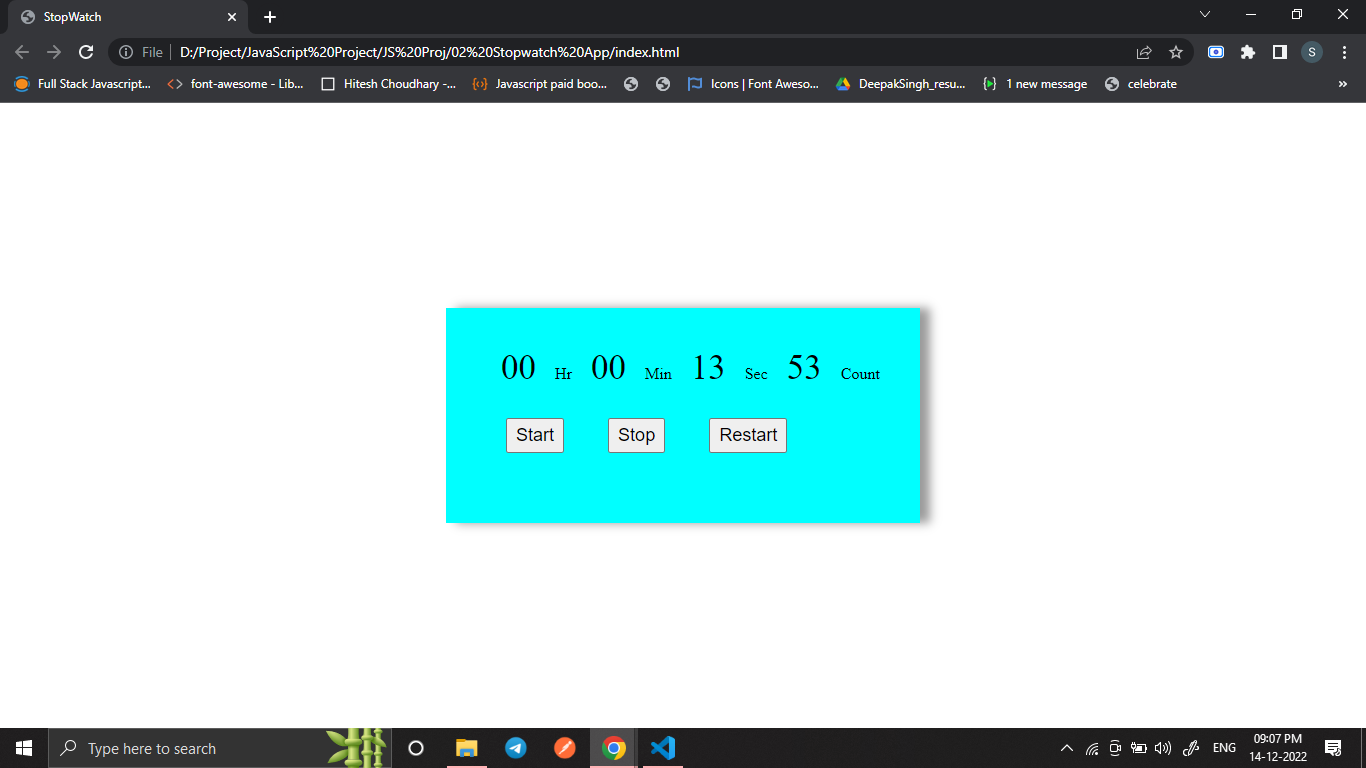 StopWatch
File D:/Project/JavaScript%20Project/JS%20Proj/02%20Stopwatch%20App/index.html S
Full Stack Javascript... font-awesome - Lib... Hitesh Choudhary -... Javascript paid boo... Icons | Font Aweso... DeepakSingh_resu... 1 new message celebrate »
00 Hr 00 Min 13 Sec 53 Count
Start Stop Restart
Type here to search ENG 09:07 PM
14-12-2022